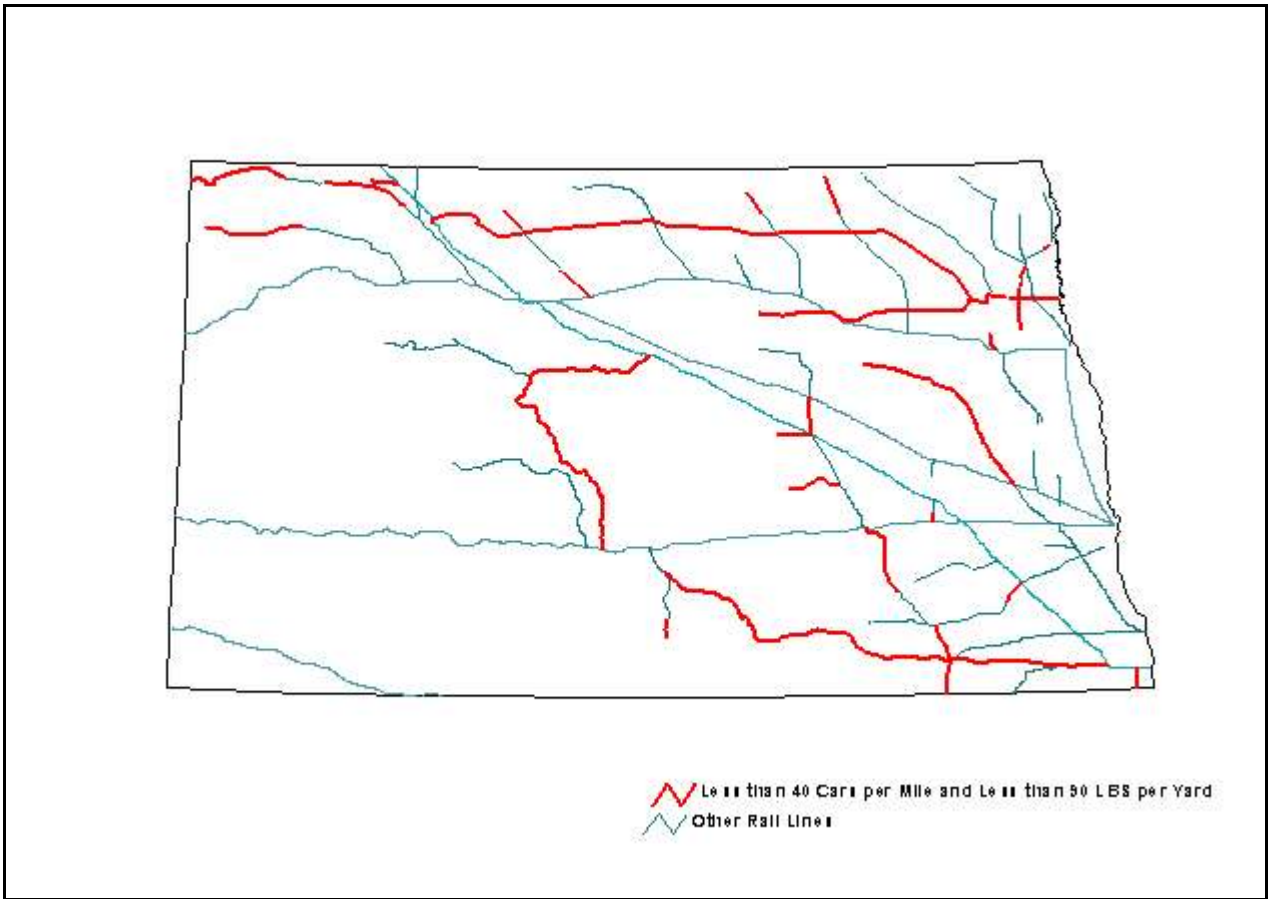 Less than 40 Cars per Mile and Less than 90 LBS per Yard
Other Rail Lines